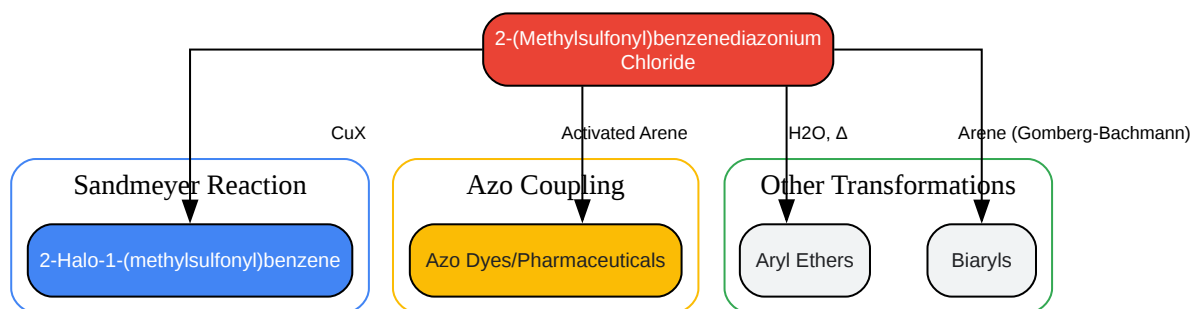 2-(Methylsulfonyl)benzenediazonium
Chloride
CuX
Activated Arene
H2O, Δ
Arene (Gomberg-Bachmann)
Sandmeyer Reaction
Azo Coupling
Other Transformations
2-Halo-1-(methylsulfonyl)benzene
Azo Dyes/Pharmaceuticals
Aryl Ethers
Biaryls